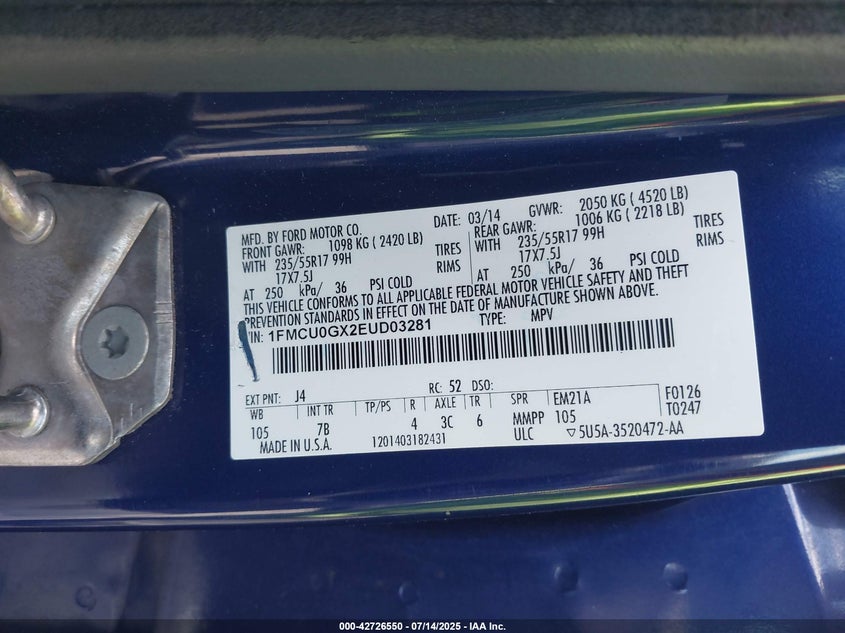 MFD. BY FORD MOTOR CO. DATE: 03/14 GVWR: 2050 KG ( 4520 LB)
FRONT GAWR: 1098 KG ( 2420 LB) REAR GAWR: 1006 KG ( 2218 LB)
WITH 235/55R17 99H TIRES WITH 235/55R17 99H TIRES
17X7.5J RIMS 17X7.5J RIMS
AT 250 kPa/ 36 PSI COLD AT 250 kPa/ 36 PSI COLD
THIS VEHICLE CONFORMS TO ALL APPLICABLE FEDERAL MOTOR VEHICLE SAFETY AND THEFT
PREVENTION STANDARDS IN EFFECT ON THE DATE OF MANUFACTURE SHOWN ABOVE.
VIN: 1FMCU0GX2EUD03281 TYPE: MPV
EXT PNT: J4 RC: 52 DSO:
WB INT TR TP/PS R AXLE TR SPR EM21A F0126
105 7B 4 3C 6 MMPP 105 T0247
MADE IN U.S.A. 1201403182431 ULC ▽5U5A-3520472-AA
000-42726550 - 07/14/2025 - IAA Inc.